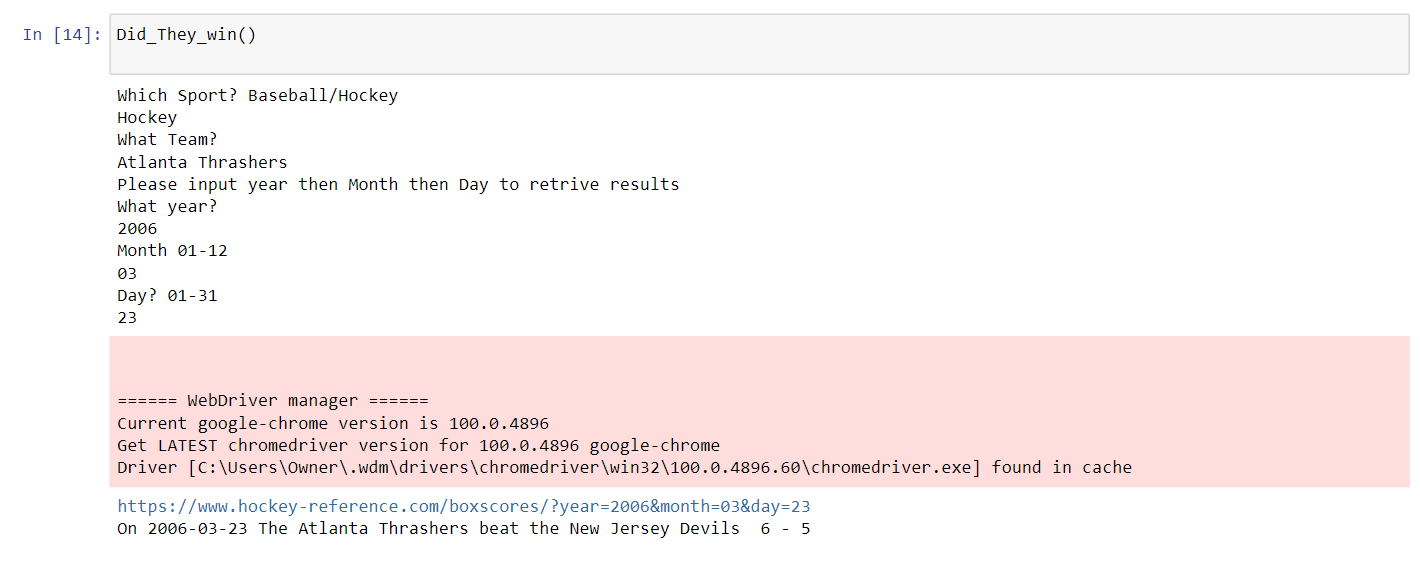 In [14]: Did_They_win()
Which Sport? Baseball/Hockey
Hockey
What Team?
Atlanta Thrashers
Please input year then Month then Day to retrive results
What year?
2006
Month 01-12
03
Day? 01-31
23
====== WebDriver manager ======
Current google-chrome version is 100.0.4896
Get LATEST chromedriver version for 100.0.4896 google-chrome
Driver [C:\Users\Owner\.wdm\drivers\chromedriver\win32\100.0.4896.60\chromedriver.exe] found in cache
https://www.hockey-reference.com/boxscores/?year=2006&month=03&day=23
On 2006-03-23 The Atlanta Thrashers beat the New Jersey Devils  6 - 5